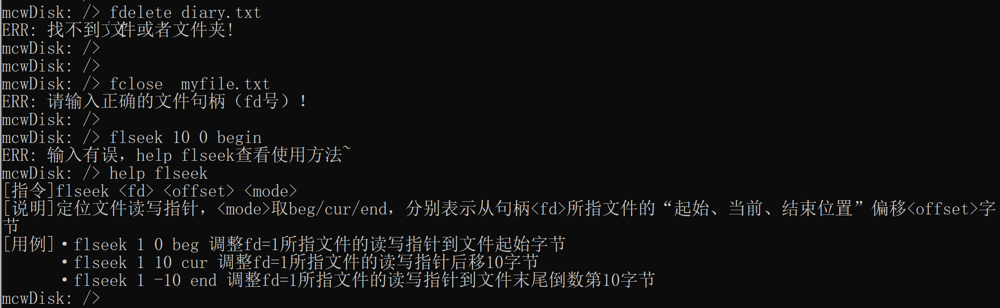 mcwDisk: /> fdelete diary.txt
ERR: 找不到文件或者文件夹!
mcwDisk: />
mcwDisk: />
mcwDisk: /> fclose  myfile.txt
ERR: 请输入正确的文件句柄（fd号）!
mcwDisk: />
mcwDisk: /> flseek 10 0 begin
ERR: 输入有误，help flseek查看使用方法~
mcwDisk: /> help flseek
[指令]flseek <fd> <offset> <mode>
[说明]定位文件读写指针，<mode>取beg/cur/end，分别表示从句柄<fd>所指文件的“起始、当前、结束位置”偏移<offset>字
节
[用例]·flseek 1 0 beg 调整fd=1所指文件的读写指针到文件起始字节
·flseek 1 10 cur 调整fd=1所指文件的读写指针后移10字节
·flseek 1 -10 end 调整fd=1所指文件的读写指针到文件末尾倒数第10字节
mcwDisk: />